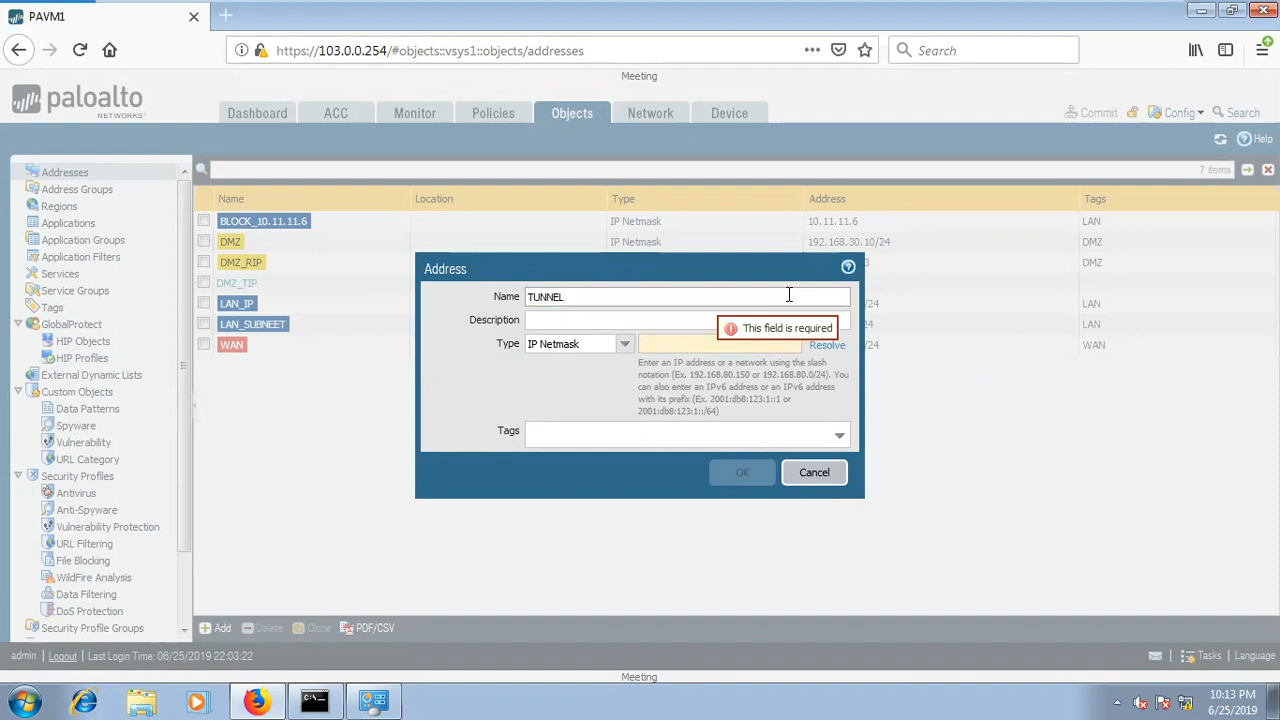 PAVM1
https://103.0.0.254/#objects::vsys1::objects/addresses
Search
Meeting
paloalto
NETWORKS
Dashboard
ACC
Monitor
Policies
Objects
Network
Device
Commit
Config
Search
Help
7 items
Addresses
Address Groups
Regions
Applications
Application Groups
Application Filters
Services
Service Groups
Tags
GlobalProtect
HIP Objects
HIP Profiles
External Dynamic Lists
Custom Objects
Data Patterns
Spyware
Vulnerability
URL Category
Security Profiles
Antivirus
Anti-Spyware
Vulnerability Protection
URL Filtering
File Blocking
WildFire Analysis
Data Filtering
DoS Protection
Security Profile Groups
Name Location Type Address Tags
BLOCK_10.11.11.6 IP Netmask 10.11.11.6 LAN
DMZ IP Netmask 192.168.30.10/24 DMZ
DMZ_RIP 3 DMZ
DMZ_TIP
LAN_IP /24 LAN
LAN_SUBNEET 24 LAN
WAN /24 WAN
Address
Name TUNNEL
Description
This field is required
Type IP Netmask Resolve
Enter an IP address or a network using the slash
notation (Ex. 192.168.80.150 or 192.168.80.0/24). You
can also enter an IPv6 address or an IPv6 address
with its prefix (Ex. 2001:db8:123:1::1 or
2001:db8:123:1::/64)
Tags
OK Cancel
Add Delete Clone PDF/CSV
admin Logout Last Login Time: 06/25/2019 22:03:22 Tasks Language
Meeting
10:13 PM
6/25/2019